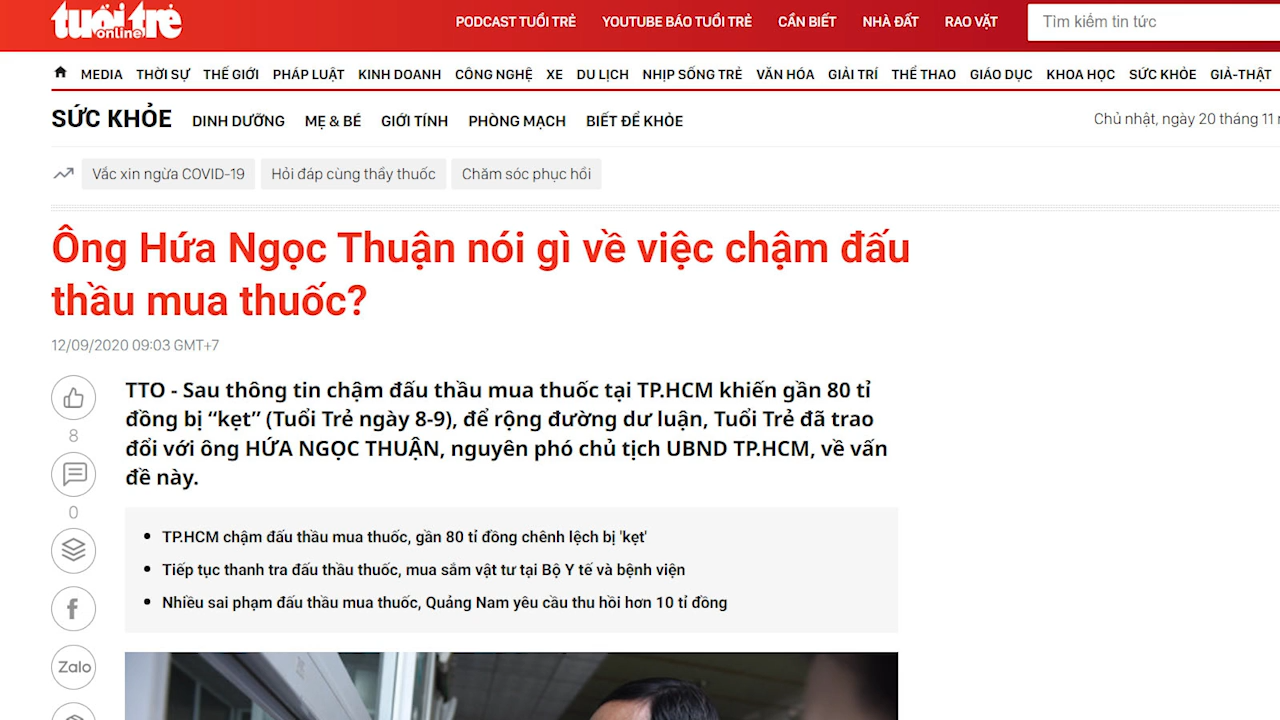 tuổi trẻ online
PODCAST TUỔI TRẺ YOUTUBE BÁO TUỔI TRẺ CẦN BIẾT NHÀ ĐẤT RAO VẶT Tìm kiếm tin tức
MEDIA THỜI SỰ THẾ GIỚI PHÁP LUẬT KINH DOANH CÔNG NGHỆ XE DU LỊCH NHỊP SỐNG TRẺ VĂN HÓA GIẢI TRÍ THỂ THAO GIÁO DỤC KHOA HỌC SỨC KHỎE GIẢ-THẬT
SỨC KHỎE DINH DƯỠNG MẸ & BÉ GIỚI TÍNH PHÒNG MẠCH BIẾT ĐỂ KHỎE Chủ nhật, ngày 20 tháng 11
Vắc xin ngừa COVID-19 Hỏi đáp cùng thầy thuốc Chăm sóc phục hồi
Ông Hứa Ngọc Thuận nói gì về việc chậm đấu
thầu mua thuốc?
12/09/2020 09:03 GMT+7
TTO - Sau thông tin chậm đấu thầu mua thuốc tại TP.HCM khiến gần 80 tỉ
đồng bị “kẹt” (Tuổi Trẻ ngày 8-9), để rộng đường dư luận, Tuổi Trẻ đã trao
đổi với ông HỨA NGỌC THUẬN, nguyên phó chủ tịch UBND TP.HCM, về vấn
đề này.
8
0
TP.HCM chậm đấu thầu mua thuốc, gần 80 tỉ đồng chênh lệch bị 'kẹt'
Tiếp tục thanh tra đấu thầu thuốc, mua sắm vật tư tại Bộ Y tế và bệnh viện
Nhiều sai phạm đấu thầu mua thuốc, Quảng Nam yêu cầu thu hồi hơn 10 tỉ đồng
f
Zalo